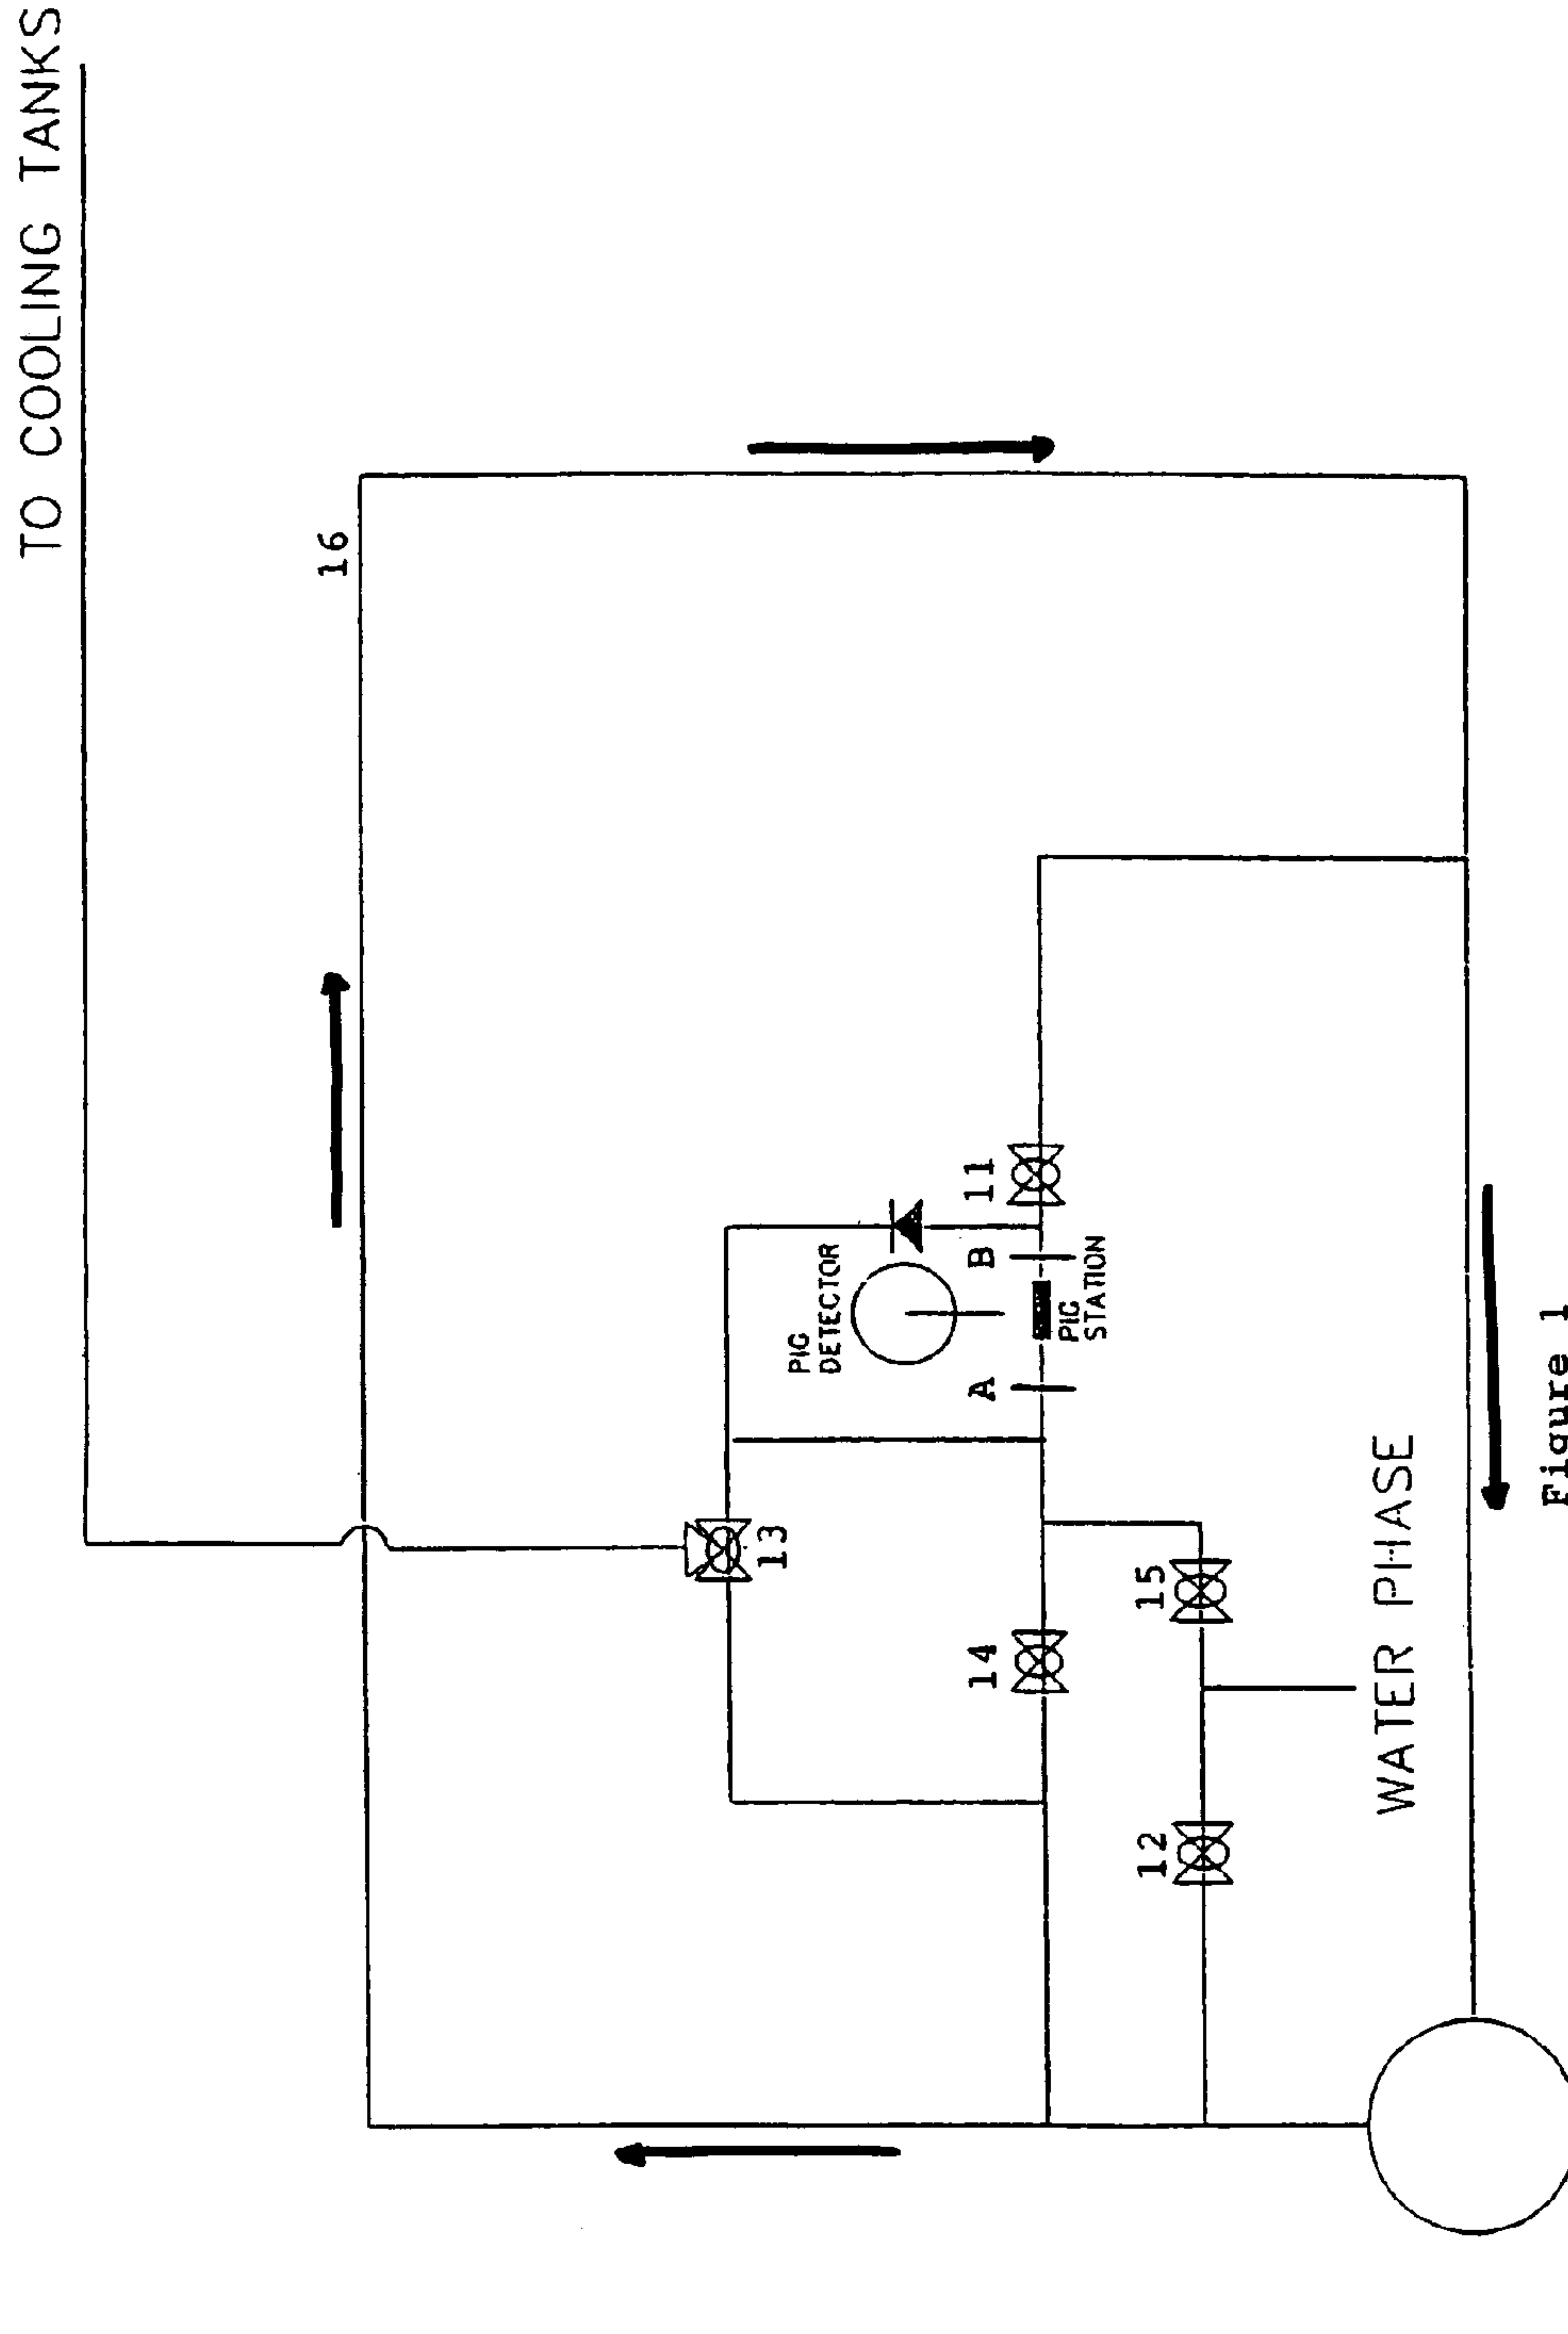 TO COOLING TANKS
16
PIG
DETECTOR
13
A
B
11
PIG
STATION
14
15
12
WATER PHASE
Figure 1